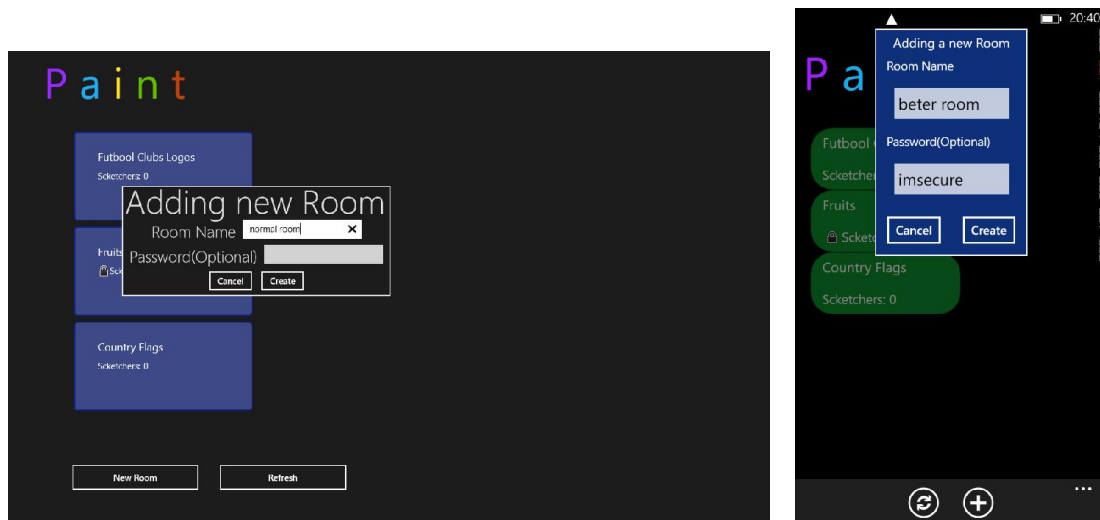 Paint
Futbool Clubs Logos
Scketchers: 0
Adding new Room
Room Name normal room
Password(Optional)
Cancel Create
Fruits
Country Flags
Scketchers: 0
New Room Refresh
20:40
Adding a new Room
Pa
Room Name
beter room
Futbool
Password(Optional)
Scketcher
imsecure
Fruits
Cancel Create
Country Flags
Scketchers: 0